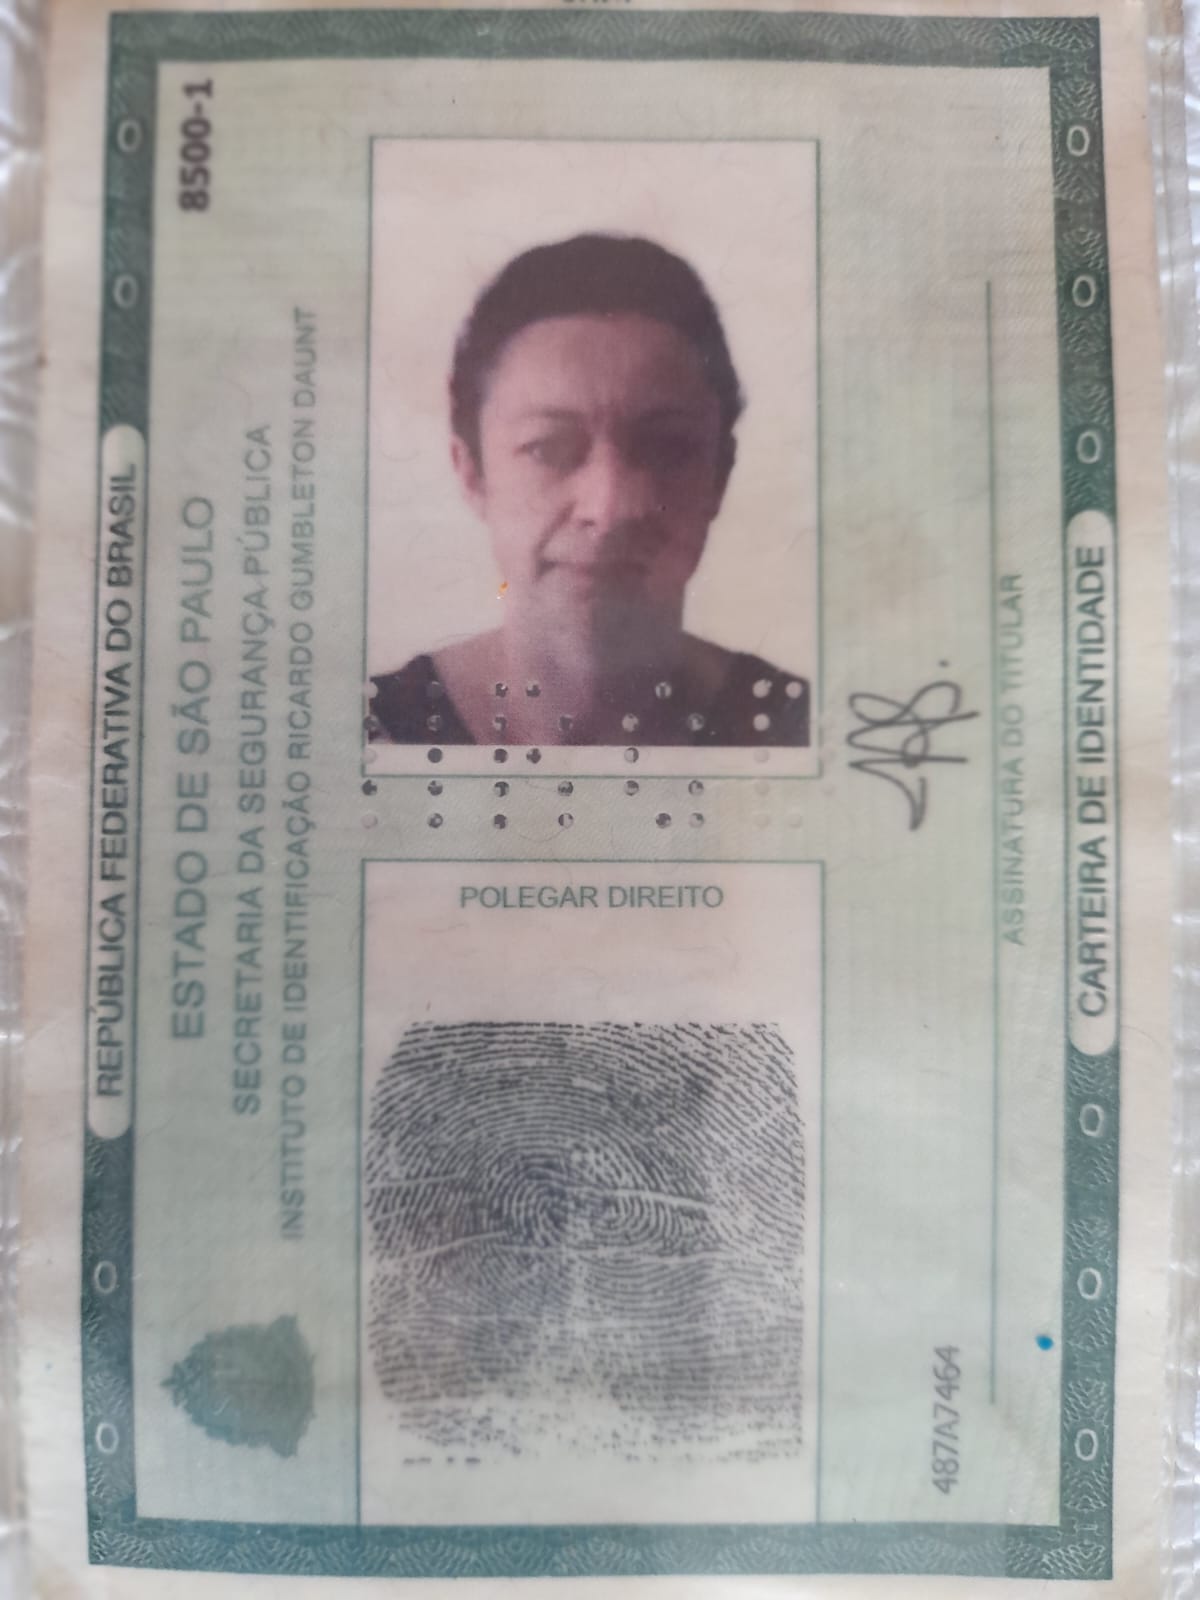 REPÚBLICA FEDERATIVA DO BRASIL
8500-1
ESTADO DE SÃO PAULO
SECRETARIA DA SEGURANÇA PÚBLICA
INSTITUTO DE IDENTIFICAÇÃO RICARDO GUMBLETON DAUNT
POLEGAR DIREITO
487A7464
ASSINATURA DO TITULAR
CARTEIRA DE IDENTIDADE